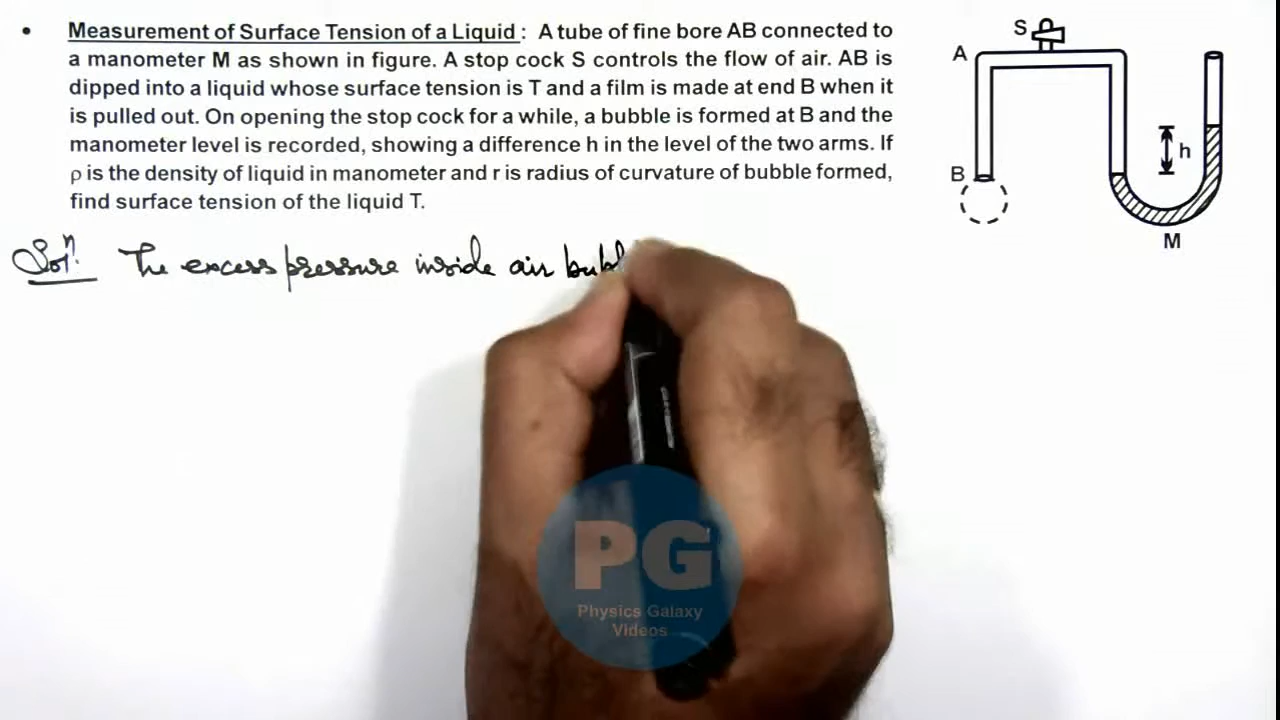 • Measurement of Surface Tension of a Liquid : A tube of fine bore AB connected to
a manometer M as shown in figure. A stop cock S controls the flow of air. AB is
dipped into a liquid whose surface tension is T and a film is made at end B when it
is pulled out. On opening the stop cock for a while, a bubble is formed at B and the
manometer level is recorded, showing a difference h in the level of the two arms. If
ρ is the density of liquid in manometer and r is radius of curvature of bubble formed,
find surface tension of the liquid T.
S
A
h
B
M
Solⁿ. The excess pressure inside air bubb
PG
Physics Galaxy
Videos